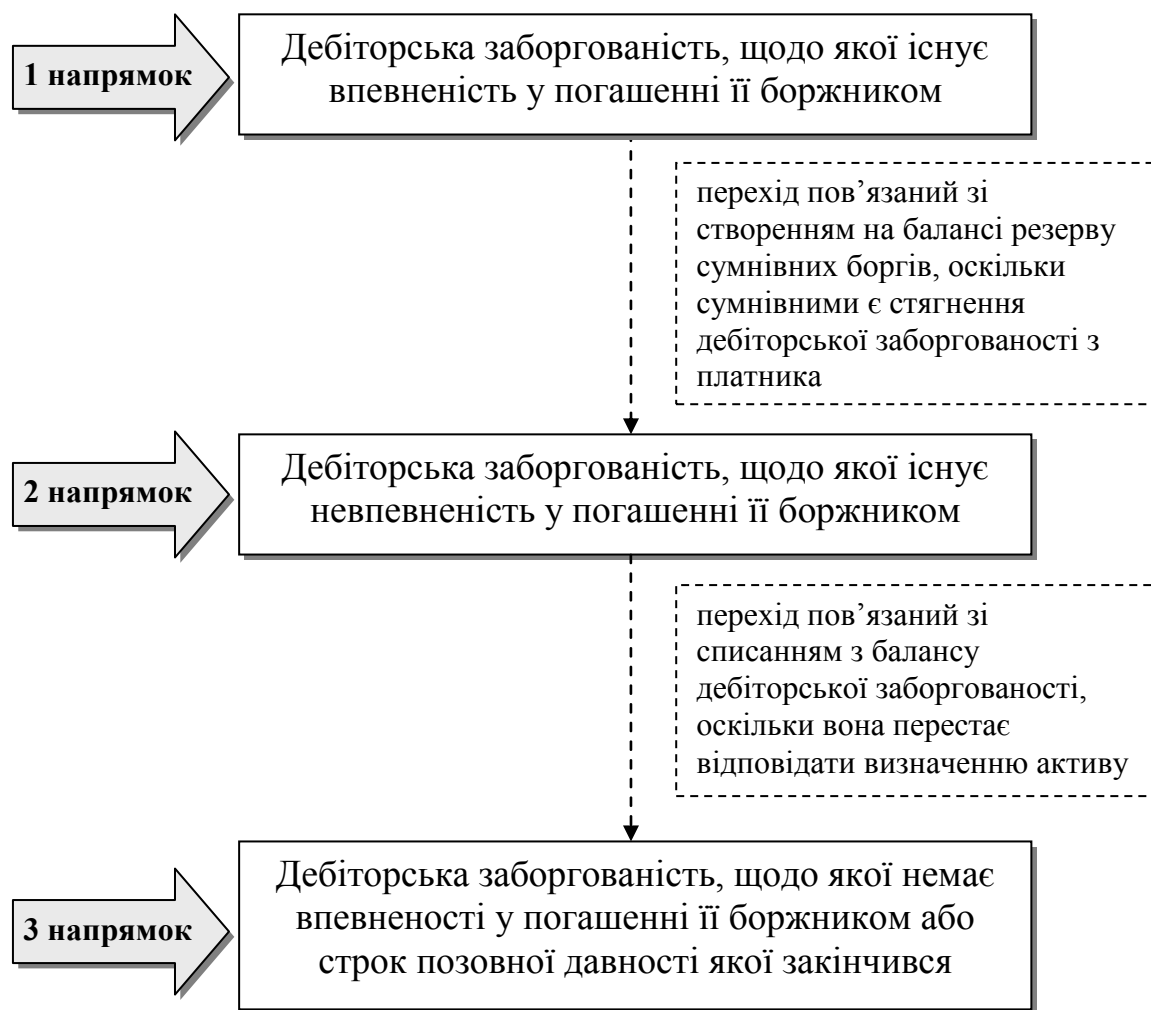 1 напрямок
Дебіторська заборгованість, щодо якої існує
впевненість у погашенні її боржником
перехід пов’язаний зі
створенням на балансі резерву
сумнівних боргів, оскільки
сумнівними є стягнення
дебіторської заборгованості з
платника
2 напрямок
Дебіторська заборгованість, щодо якої існує
невпевненість у погашенні її боржником
перехід пов’язаний зі
списанням з балансу
дебіторської заборгованості,
оскільки вона перестає
відповідати визначенню активу
3 напрямок
Дебіторська заборгованість, щодо якої немає
впевненості у погашенні її боржником або
строк позовної давності якої закінчився